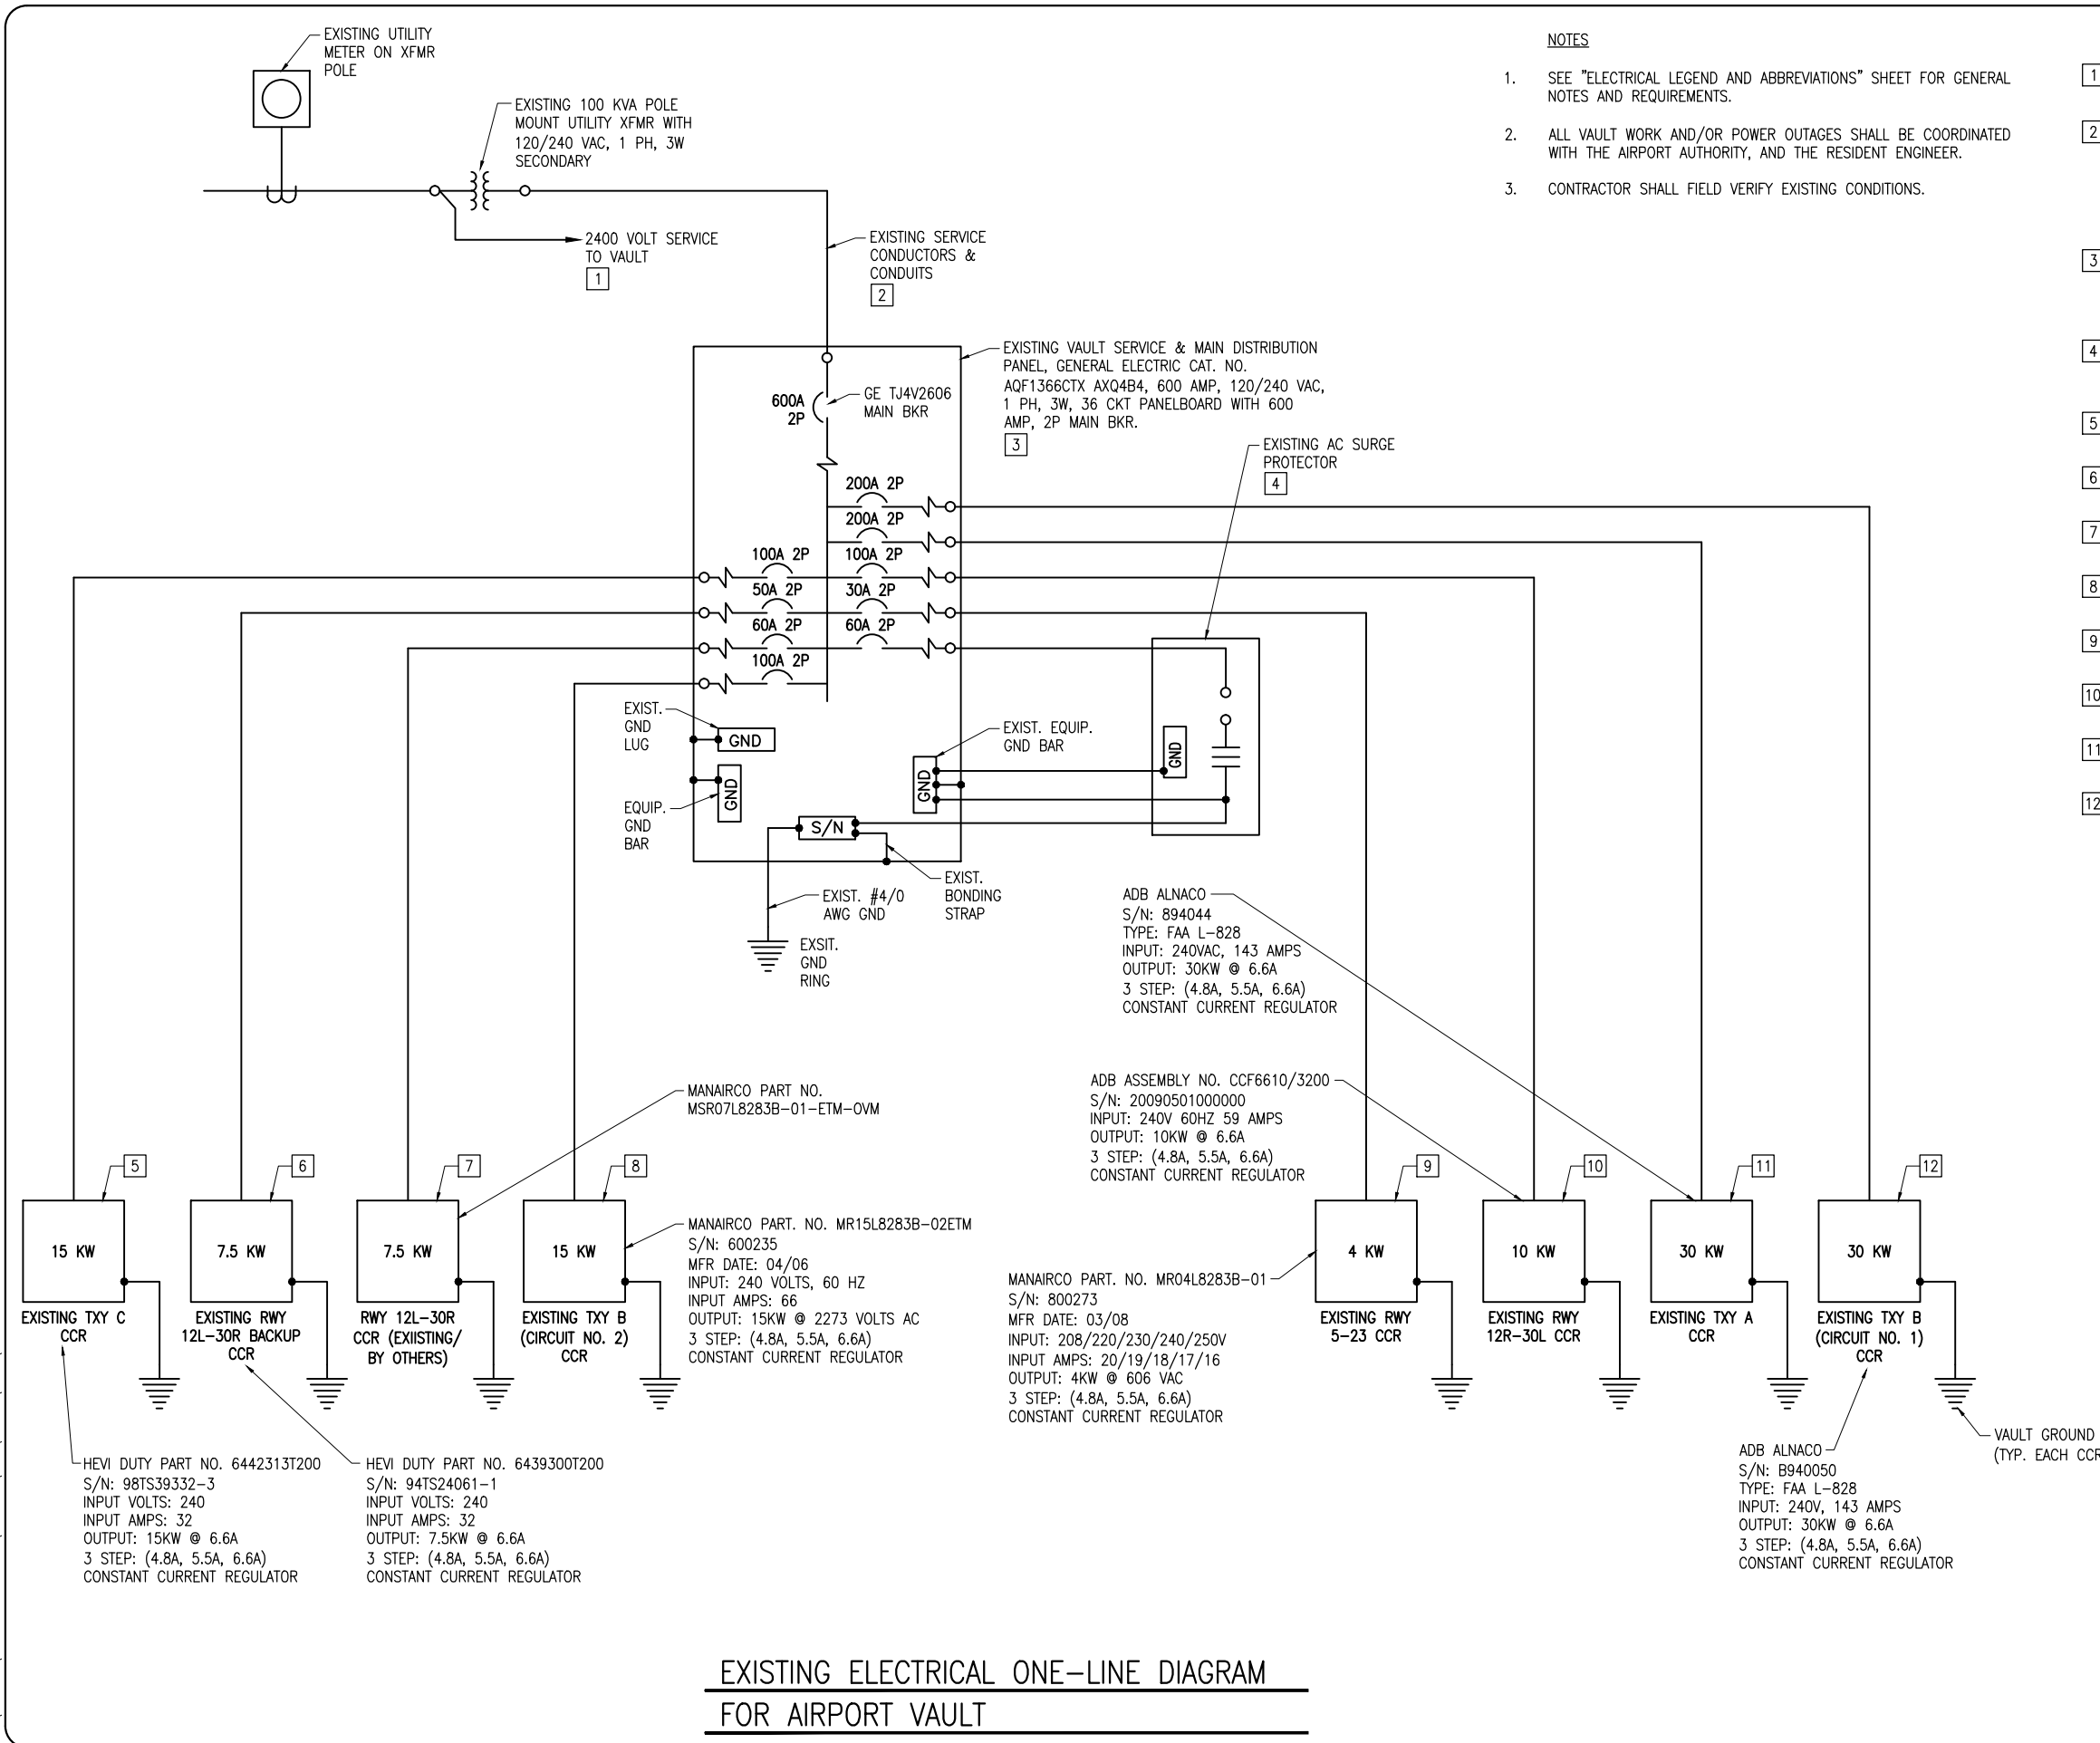 EXISTING UTILITY
METER ON XFMR
POLE
EXISTING 100 KVA POLE
MOUNT UTILITY XFMR WITH
120/240 VAC, 1 PH, 3W
SECONDARY
2400 VOLT SERVICE
TO VAULT
1
EXISTING SERVICE
CONDUCTORS &
CONDUITS
2
NOTES
1. SEE "ELECTRICAL LEGEND AND ABBREVIATIONS" SHEET FOR GENERAL
NOTES AND REQUIREMENTS.
2. ALL VAULT WORK AND/OR POWER OUTAGES SHALL BE COORDINATED
WITH THE AIRPORT AUTHORITY, AND THE RESIDENT ENGINEER.
3. CONTRACTOR SHALL FIELD VERIFY EXISTING CONDITIONS.
1
2
3
4
5
6
7
8
9
10
11
12
EXISTING VAULT SERVICE & MAIN DISTRIBUTION
PANEL, GENERAL ELECTRIC CAT. NO.
AQF1366CTX AXQ4B4, 600 AMP, 120/240 VAC,
1 PH, 3W, 36 CKT PANELBOARD WITH 600
AMP, 2P MAIN BKR.
3
600A
2P
GE TJ4V2606
MAIN BKR
EXISTING AC SURGE
PROTECTOR
4
200A 2P
200A 2P
100A 2P 100A 2P
50A 2P 30A 2P
60A 2P 60A 2P
100A 2P
EXIST.
GND
LUG
GND
EQUIP.
GND
BAR
GND
EXIST. EQUIP.
GND BAR
GND
GND
S/N
EXIST. #4/0
AWG GND
EXIST.
BONDING
STRAP
EXSIT.
GND
RING
ADB ALNACO
S/N: 894044
TYPE: FAA L-828
INPUT: 240VAC, 143 AMPS
OUTPUT: 30KW @ 6.6A
3 STEP: (4.8A, 5.5A, 6.6A)
CONSTANT CURRENT REGULATOR
ADB ASSEMBLY NO. CCF6610/3200
S/N: 20090501000000
INPUT: 240V 60HZ 59 AMPS
OUTPUT: 10KW @ 6.6A
3 STEP: (4.8A, 5.5A, 6.6A)
CONSTANT CURRENT REGULATOR
MANAIRCO PART NO.
MSR07L8283B-01-ETM-OVM
5
6
7
8
9
10
11
12
15 KW
7.5 KW
7.5 KW
15 KW
4 KW
10 KW
30 KW
30 KW
MANAIRCO PART. NO. MR15L8283B-02ETM
S/N: 600235
MFR DATE: 04/06
INPUT: 240 VOLTS, 60 HZ
INPUT AMPS: 66
OUTPUT: 15KW @ 2273 VOLTS AC
3 STEP: (4.8A, 5.5A, 6.6A)
CONSTANT CURRENT REGULATOR
MANAIRCO PART. NO. MR04L8283B-01
S/N: 800273
MFR DATE: 03/08
INPUT: 208/220/230/240/250V
INPUT AMPS: 20/19/18/17/16
OUTPUT: 4KW @ 606 VAC
3 STEP: (4.8A, 5.5A, 6.6A)
CONSTANT CURRENT REGULATOR
EXISTING TXY C
CCR
EXISTING RWY
12L-30R BACKUP
CCR
RWY 12L-30R
CCR (EXIISTING/
BY OTHERS)
EXISTING TXY B
(CIRCUIT NO. 2)
CCR
EXISTING RWY
5-23 CCR
EXISTING RWY
12R-30L CCR
EXISTING TXY A
CCR
EXISTING TXY B
(CIRCUIT NO. 1)
CCR
HEVI DUTY PART NO. 6442313T200
S/N: 98TS39332-3
INPUT VOLTS: 240
INPUT AMPS: 32
OUTPUT: 15KW @ 6.6A
3 STEP: (4.8A, 5.5A, 6.6A)
CONSTANT CURRENT REGULATOR
HEVI DUTY PART NO. 6439300T200
S/N: 94TS24061-1
INPUT VOLTS: 240
INPUT AMPS: 32
OUTPUT: 7.5KW @ 6.6A
3 STEP: (4.8A, 5.5A, 6.6A)
CONSTANT CURRENT REGULATOR
ADB ALNACO
S/N: B940050
TYPE: FAA L-828
INPUT: 240V, 143 AMPS
OUTPUT: 30KW @ 6.6A
3 STEP: (4.8A, 5.5A, 6.6A)
CONSTANT CURRENT REGULATOR
VAULT GROUND
(TYP. EACH CCR
EXISTING ELECTRICAL ONE-LINE DIAGRAM
FOR AIRPORT VAULT